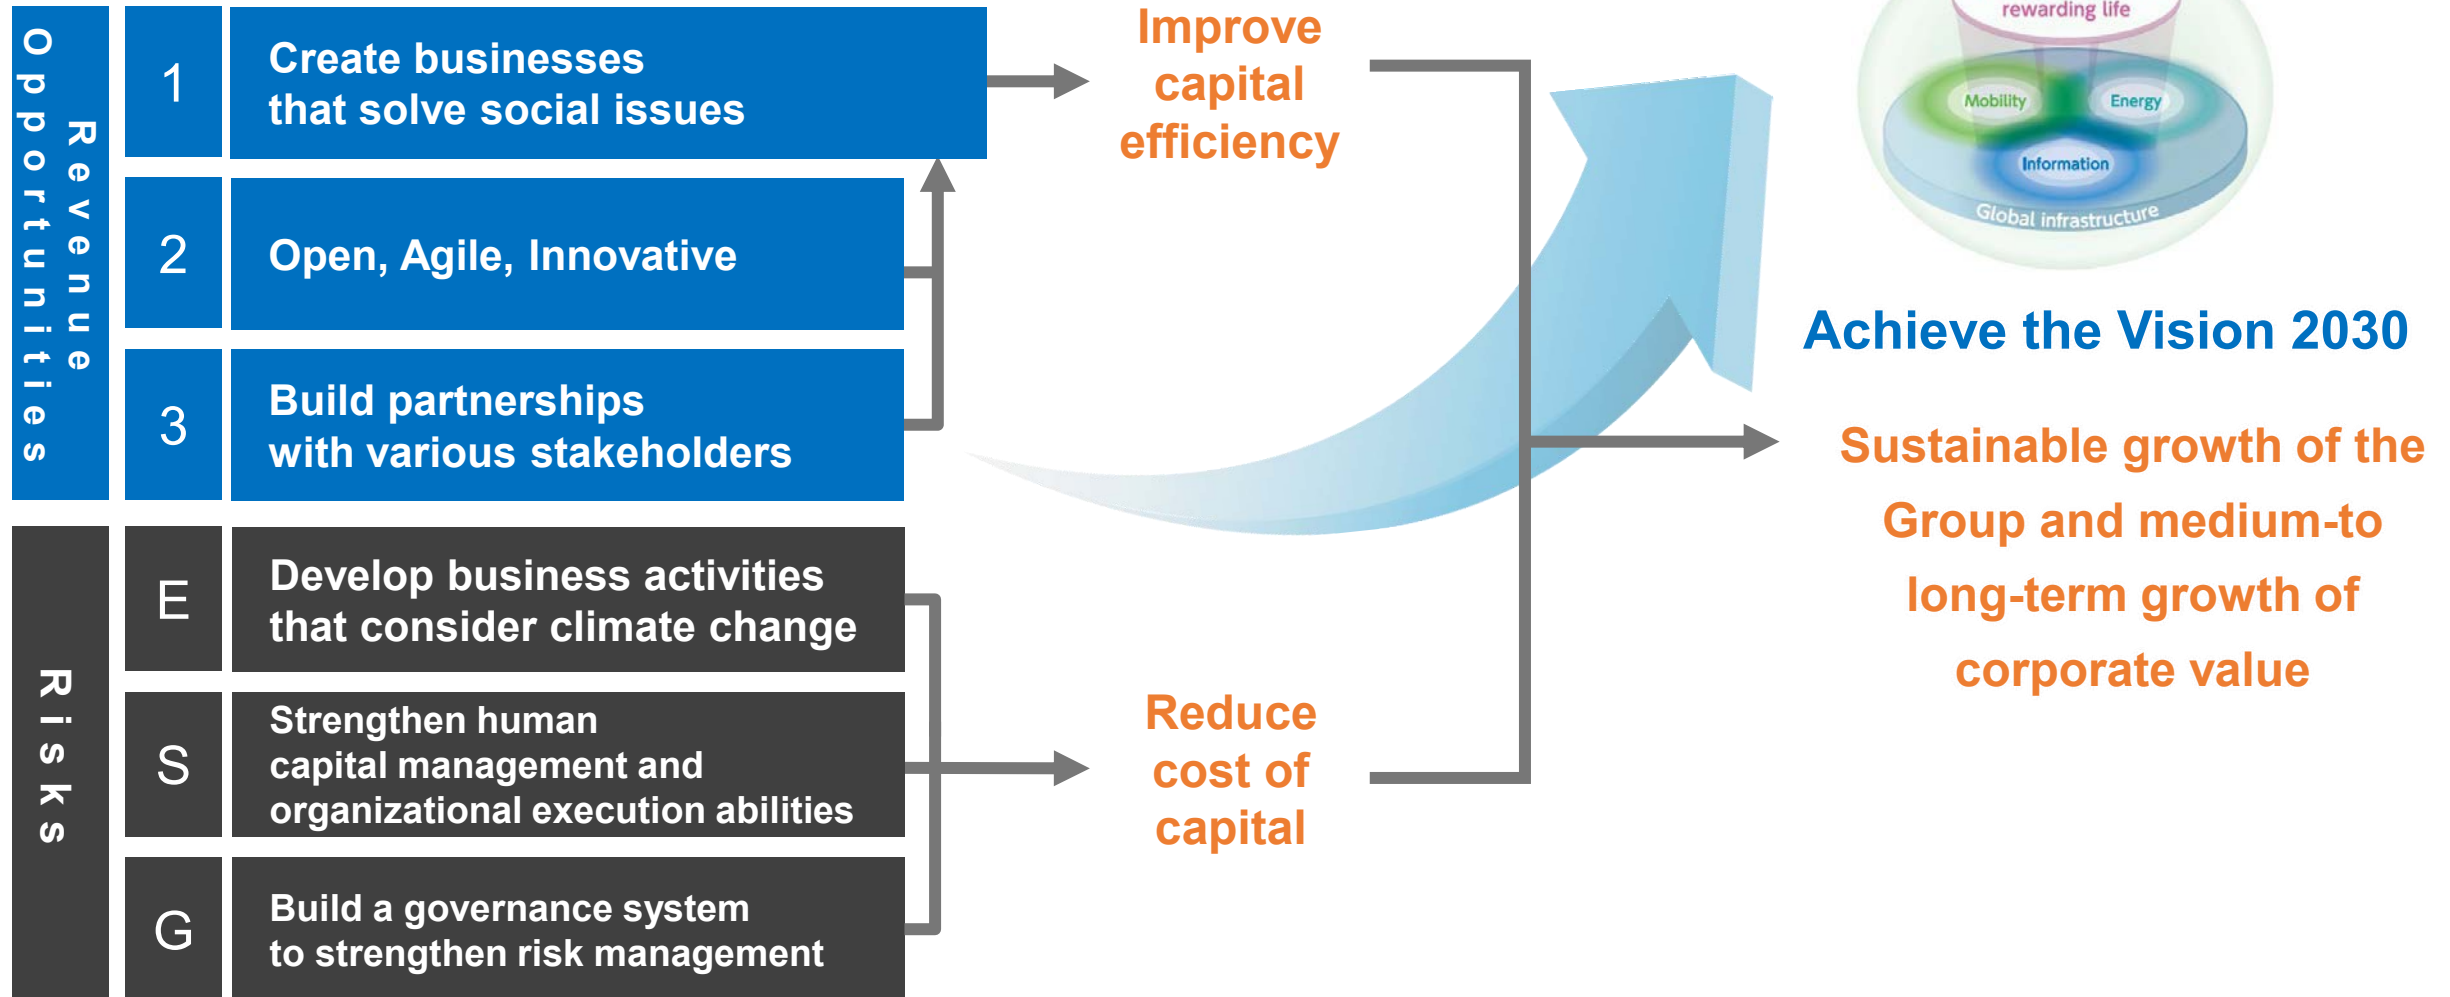 Revenue
Opportunities
1
Create businesses
that solve social issues
2
Open, Agile, Innovative
3
Build partnerships
with various stakeholders
Risks
E
Develop business activities
that consider climate change
S
Strengthen human
capital management and
organizational execution abilities
G
Build a governance system
to strengthen risk management
Improve
capital
efficiency
Reduce
cost of
capital
rewarding life
Mobility
Energy
Information
Global infrastructure
Achieve the Vision 2030
Sustainable growth of the
Group and medium-to
long-term growth of
corporate value